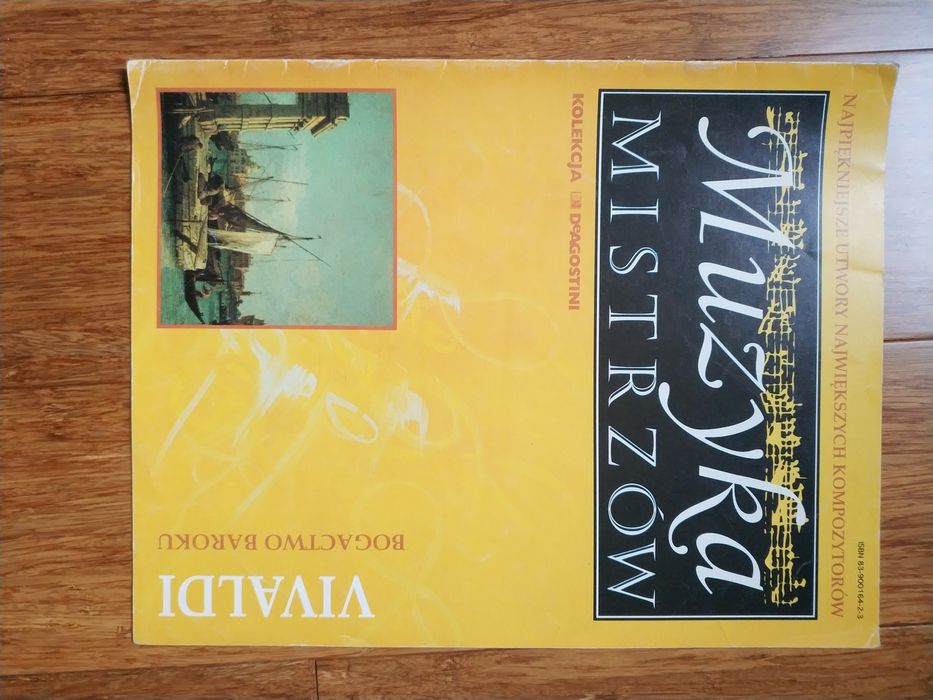 NAJPIĘKNIEJSZE UTWORY NAJWIĘKSZYCH KOMPOZYTORÓW
ISBN 83-900164-2-3
Muzyka
MISTRZÓW
KOLEKCJA DeAGOSTINI
VIVALDI
BOGACTWO BAROKU